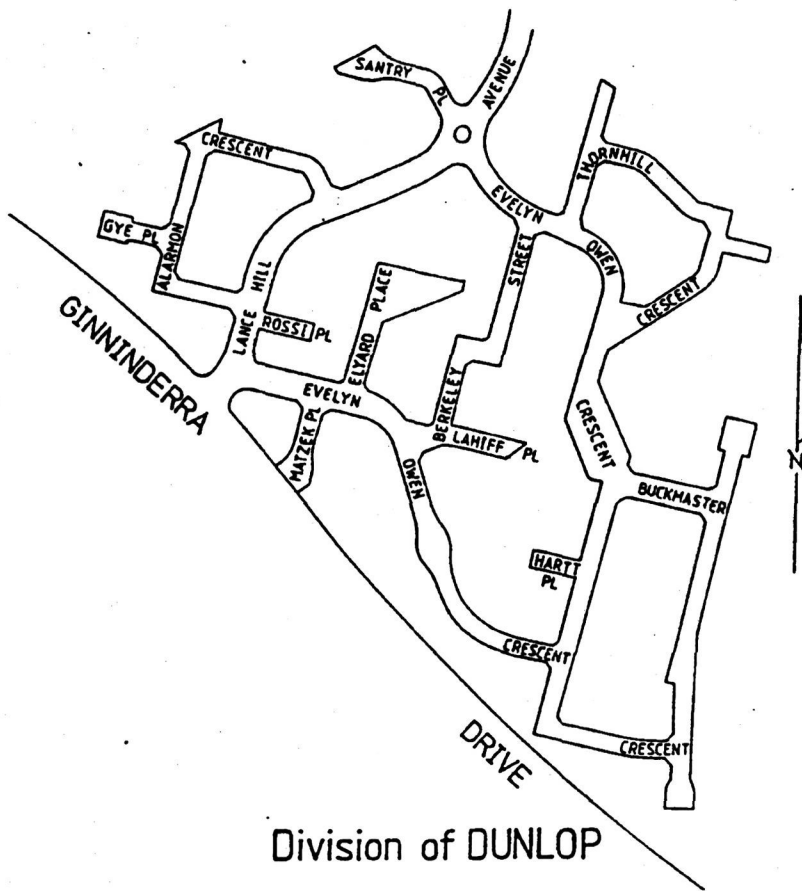 SANTRY PL
AVENUE
CRESCENT
THORNHILL
EVELYN
GYE PL
OWEN
STREET
ALARMON
HILL
PLACE
CRESCENT
GINNINDERRA
LANCE
ROSSI PL
ELYARD
EVELYN
BERKELEY
MATZEK PL
LAHIFF PL
CRESCENT
OWEN
BUCKMASTER
N
HARTT PL
CRESCENT
DRIVE
CRESCENT
Division of DUNLOP